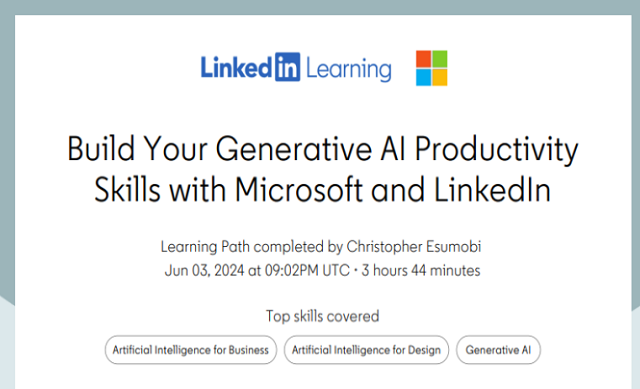 LinkedIn Learning
Build Your Generative AI Productivity
Skills with Microsoft and LinkedIn
Learning Path completed by Christopher Esumobi
Jun 03, 2024 at 09:02PM UTC • 3 hours 44 minutes
Top skills covered
Artificial Intelligence for Business Artificial Intelligence for Design Generative AI